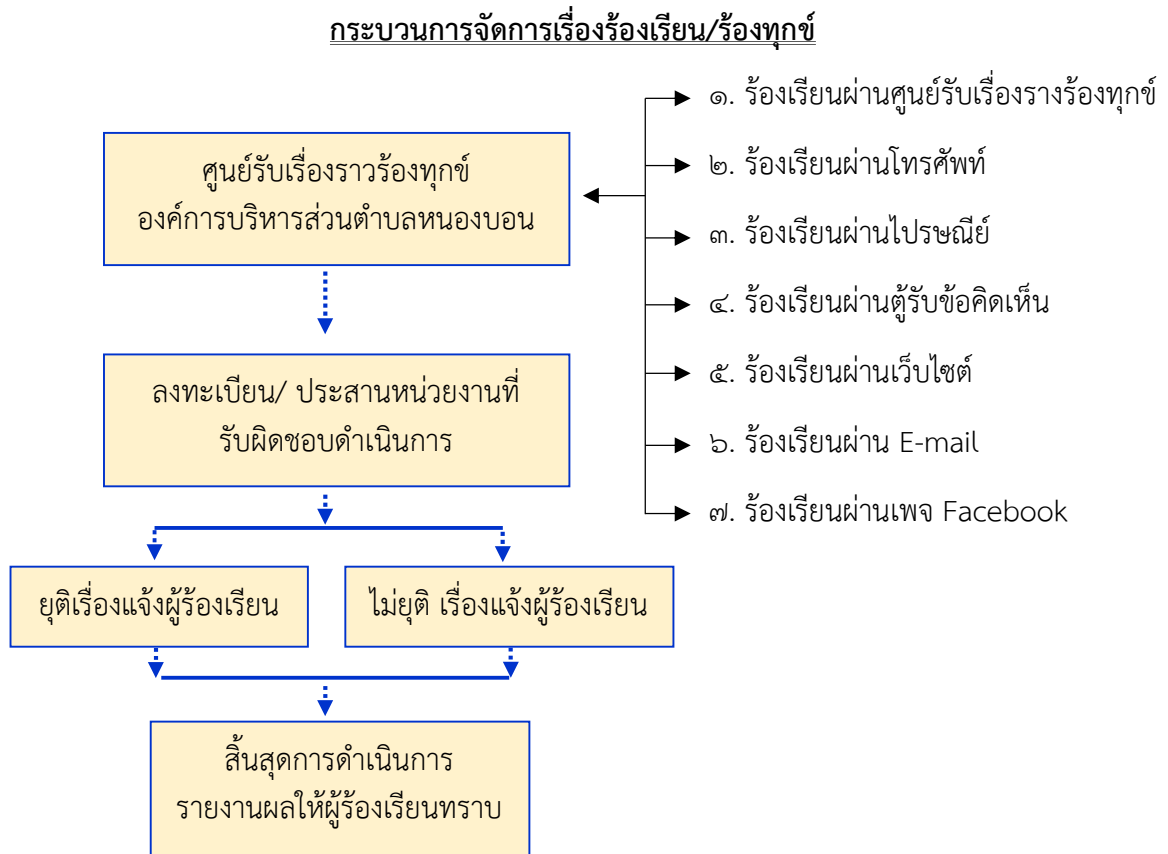 กระบวนการจัดการเรื่องร้องเรียน/ร้องทุกข์
ศูนย์รับเรื่องราวร้องทุกข์
องค์การบริหารส่วนตำบลหนองบอน
๑. ร้องเรียนผ่านศูนย์รับเรื่องรางร้องทุกข์
๒. ร้องเรียนผ่านโทรศัพท์
๓. ร้องเรียนผ่านไปรษณีย์
๔. ร้องเรียนผ่านตู้รับข้อคิดเห็น
๕. ร้องเรียนผ่านเว็บไซต์
๖. ร้องเรียนผ่าน E-mail
๗. ร้องเรียนผ่านเพจ Facebook
ลงทะเบียน/ ประสานหน่วยงานที่
รับผิดชอบดำเนินการ
ยุติเรื่องแจ้งผู้ร้องเรียน
ไม่ยุติ เรื่องแจ้งผู้ร้องเรียน
สิ้นสุดการดำเนินการ
รายงานผลให้ผู้ร้องเรียนทราบ